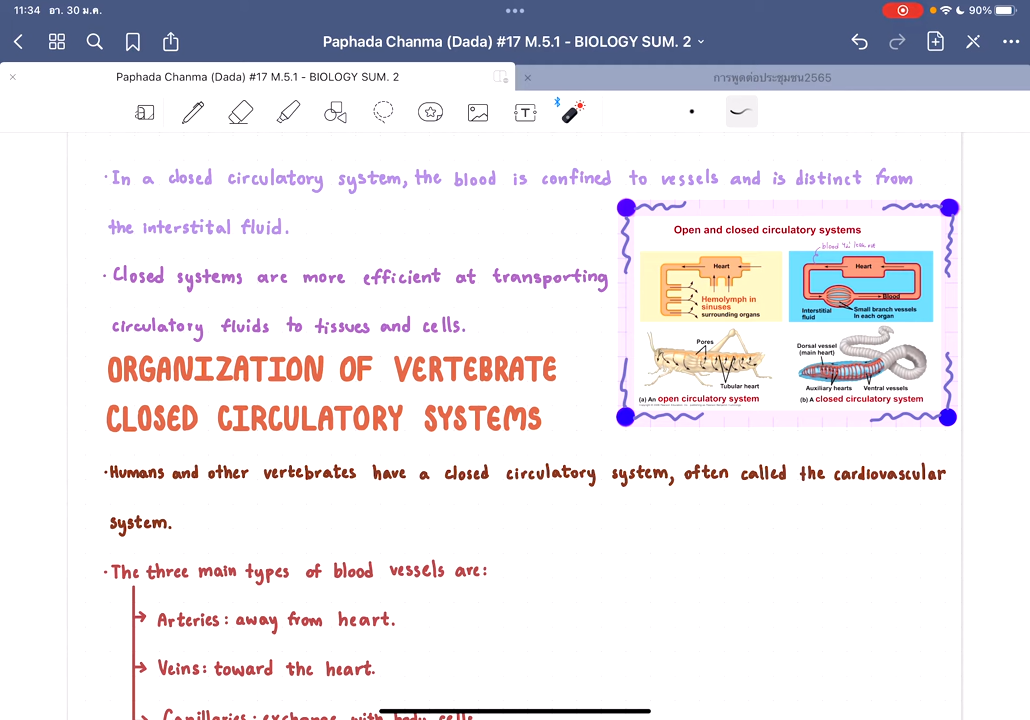 11:34 อา. 30 ม.ค.
90%
Paphada Chanma (Dada) #17 M.5.1 - BIOLOGY SUM. 2
Paphada Chanma (Dada) #17 M.5.1 - BIOLOGY SUM. 2
การพูดต่อประชุมชน2565
· In a closed circulatory system, the blood is confined to vessels and is distinct from
the interstital fluid.
· Closed systems are more efficient at transporting
circulatory fluids to tissues and cells.
Open and closed circulatory systems
blood
Heart
Hemolymph in
sinuses
surrounding organs
Heart
Blood
Interstitial
fluid
Small branch vessels
In each organ
Pores
Tubular heart
(a) An open circulatory system
Dorsal vessel
(main heart)
Auxiliary hearts
Ventral vessels
(b) A closed circulatory system
ORGANIZATION OF VERTEBRATE
CLOSED CIRCULATORY SYSTEMS
· Humans and other vertebrates have a closed circulatory system, often called the cardiovascular
system.
· The three main types of blood vessels are:
→ Arteries: away from heart.
→ Veins: toward the heart.
→ Capillaries: exchange with body cells